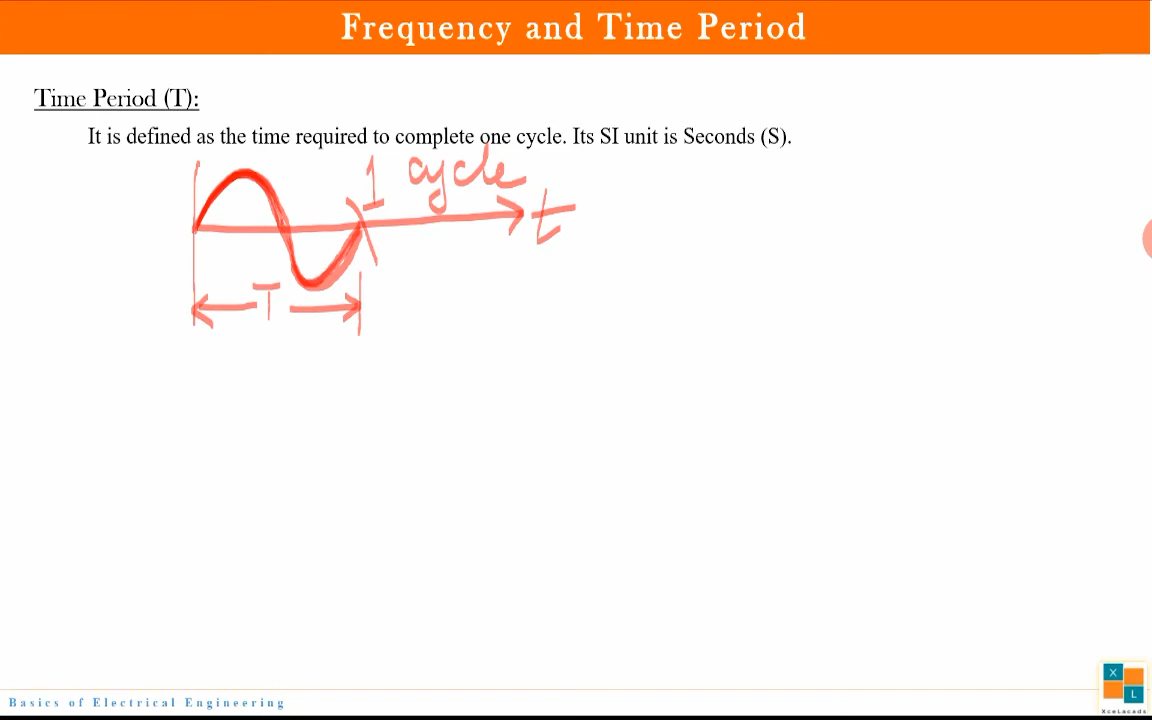 Frequency and Time Period
Time Period (T):
It is defined as the time required to complete one cycle. Its SI unit is Seconds (S).
1 cycle
t
T
Basics of Electrical Engineering
X
L
XceLacads